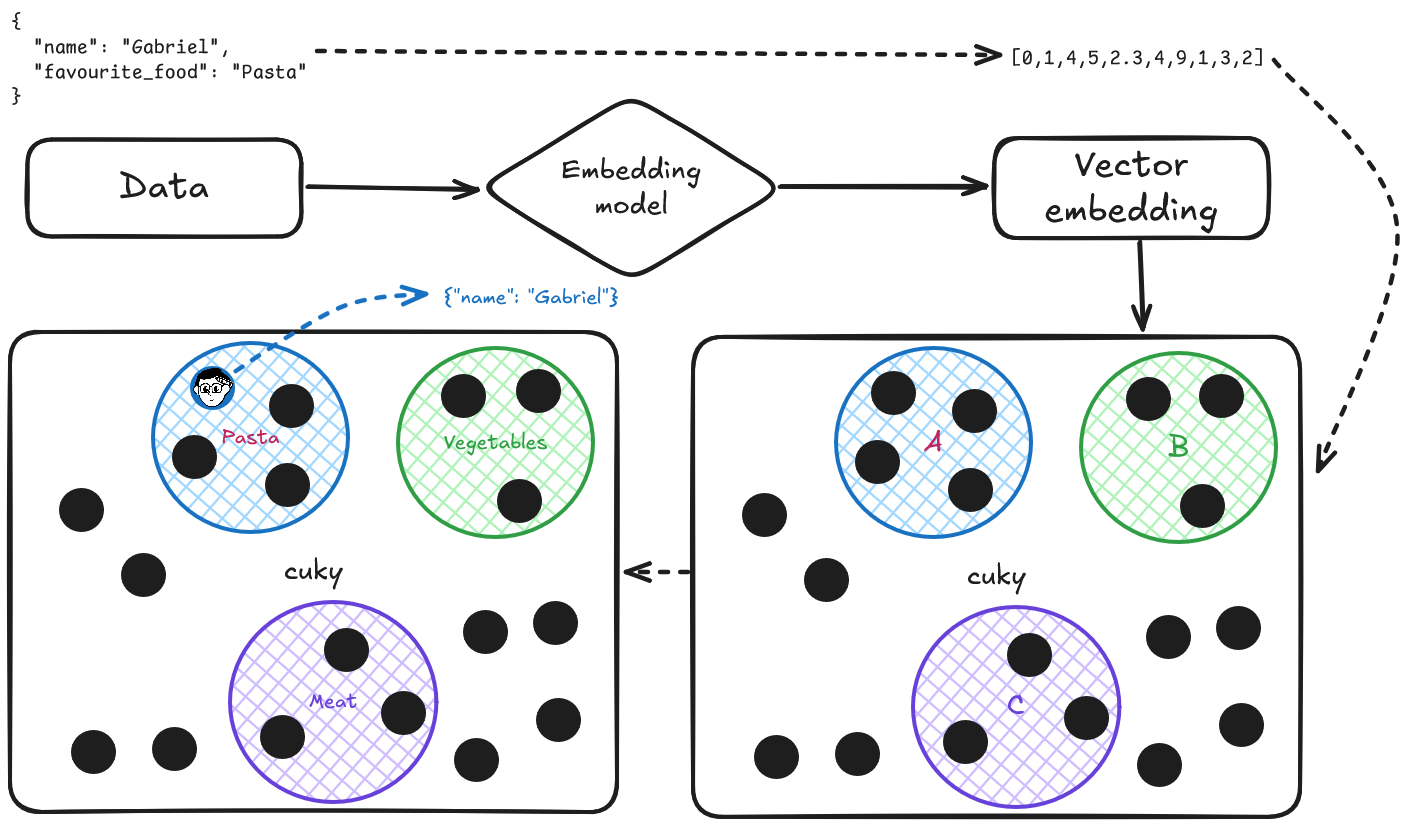 {
"name": "Gabriel",
"favourite_food": "Pasta"
}
[0,1,4,5,2.3,4,9,1,3,2]
Data
Embedding
model
Vector
embedding
{"name": "Gabriel"}
Pasta
Vegetables
cuky
Meat
A
B
cuky
C